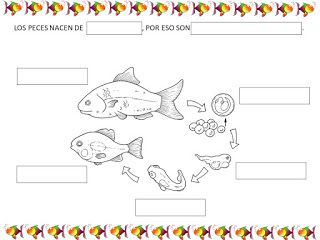 LOS PECES NACEN DE , POR ESO SON .